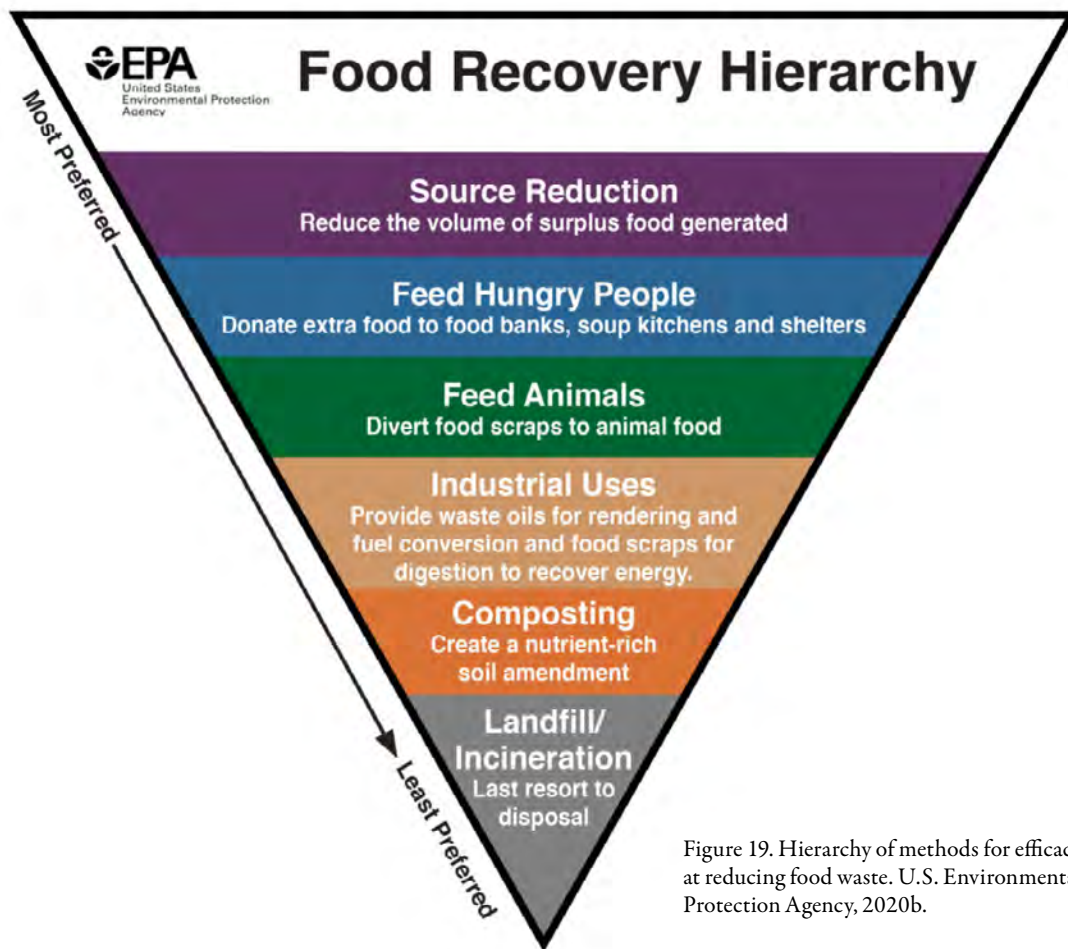 EPA
United States
Environmental Protection
Agency
Food Recovery Hierarchy
Most Preferred
Source Reduction
Reduce the volume of surplus food generated
Feed Hungry People
Donate extra food to food banks, soup kitchens and shelters
Feed Animals
Divert food scraps to animal food
Industrial Uses
Provide waste oils for rendering and
fuel conversion and food scraps for
digestion to recover energy.
Composting
Create a nutrient-rich
soil amendment
Landfill/
Incineration
Last resort to
disposal
Least Preferred
Figure 19. Hierarchy of methods for efficac
at reducing food waste. U.S. Environmenta
Protection Agency, 2020b.